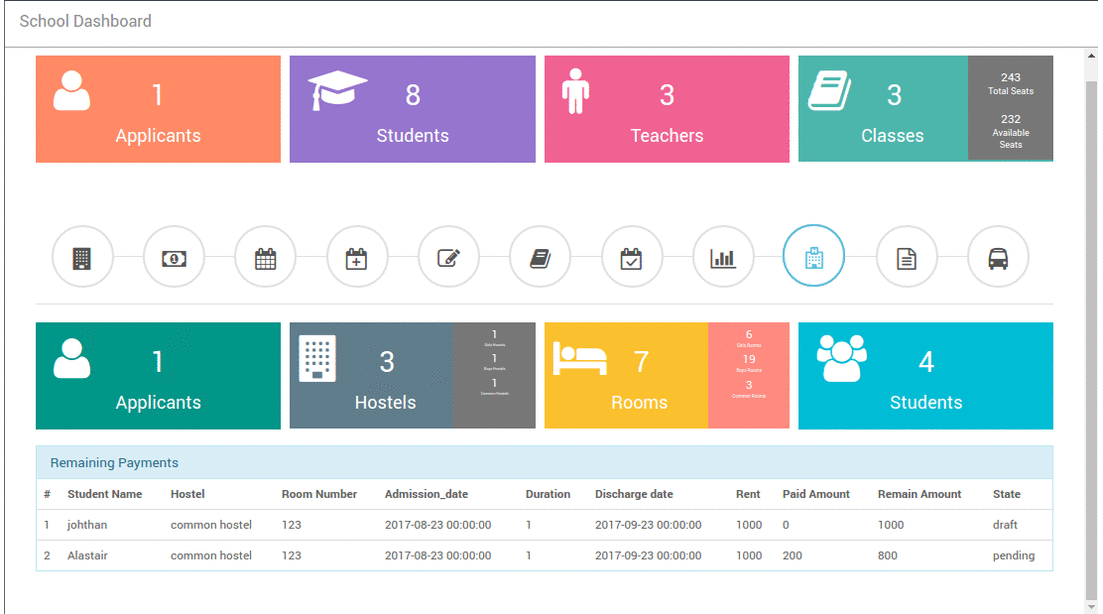 School Dashboard
1
Applicants
8
Students
3
Teachers
3
Classes
243
Total Seats
232
Available
Seats
1
Applicants
3
Hostels
1
Girls Hostels
1
Boys Hostels
1
Common Hostels
7
Rooms
6
Girls Rooms
19
Boys Rooms
3
Common Rooms
4
Students
Remaining Payments
# Student Name Hostel Room Number Admission_date Duration Discharge date Rent Paid Amount Remain Amount State
1 johthan common hostel 123 2017-08-23 00:00:00 1 2017-09-23 00:00:00 1000 0 1000 draft
2 Alastair common hostel 123 2017-08-23 00:00:00 1 2017-09-23 00:00:00 1000 200 800 pending